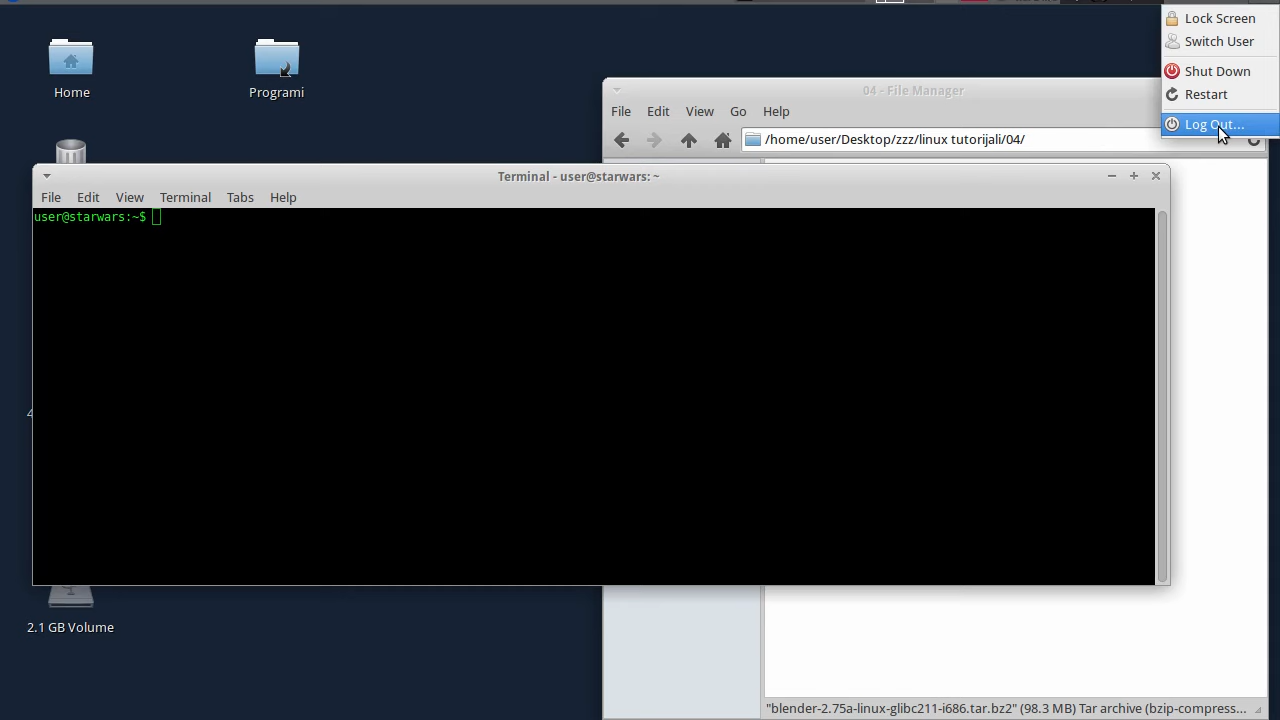 Lock Screen
Switch User
Shut Down
Restart
Log Out...
Home
Programi
04 - File Manager
File Edit View Go Help
/home/user/Desktop/zzz/linux tutorijali/04/
Terminal - user@starwars: ~
File Edit View Terminal Tabs Help
user@starwars:~$
4
2.1 GB Volume
"blender-2.75a-linux-glibc211-i686.tar.bz2" (98.3 MB) Tar archive (bzip-compress...